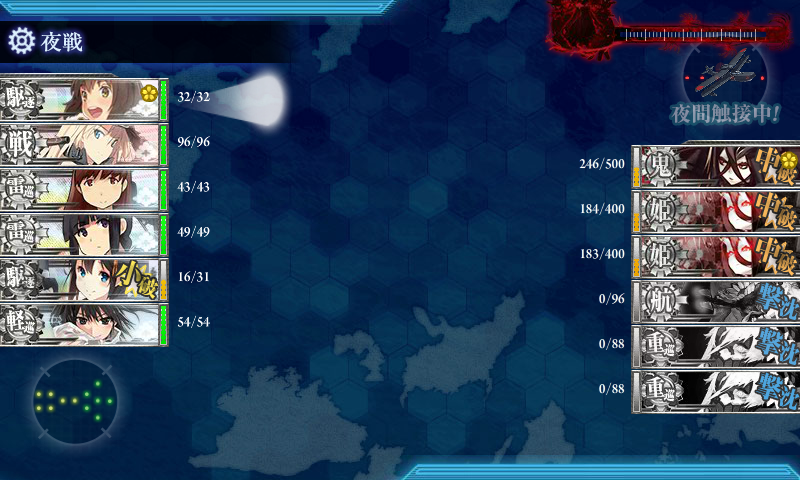 夜戦
夜間触接中!
駆逐 32/32
戦 96/96
雷巡 43/43
雷巡 49/49
駆逐 小破 16/31
軽巡 54/54
246/500 鬼 中破
184/400 姫 中破
183/400 姫 中破
0/96 航 撃沈
0/88 重巡 撃沈
0/88 重巡 撃沈